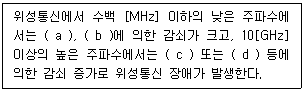 위성통신에서 수백 [MHz] 이하의 낮은 주파수에
서는 ( a ), ( b )에 의한 감쇠가 크고, 10[GHz]
이상의 높은 주파수에서는 ( c ) 또는 ( d ) 등에
의한 감쇠 증가로 위성통신 장애가 발생한다.